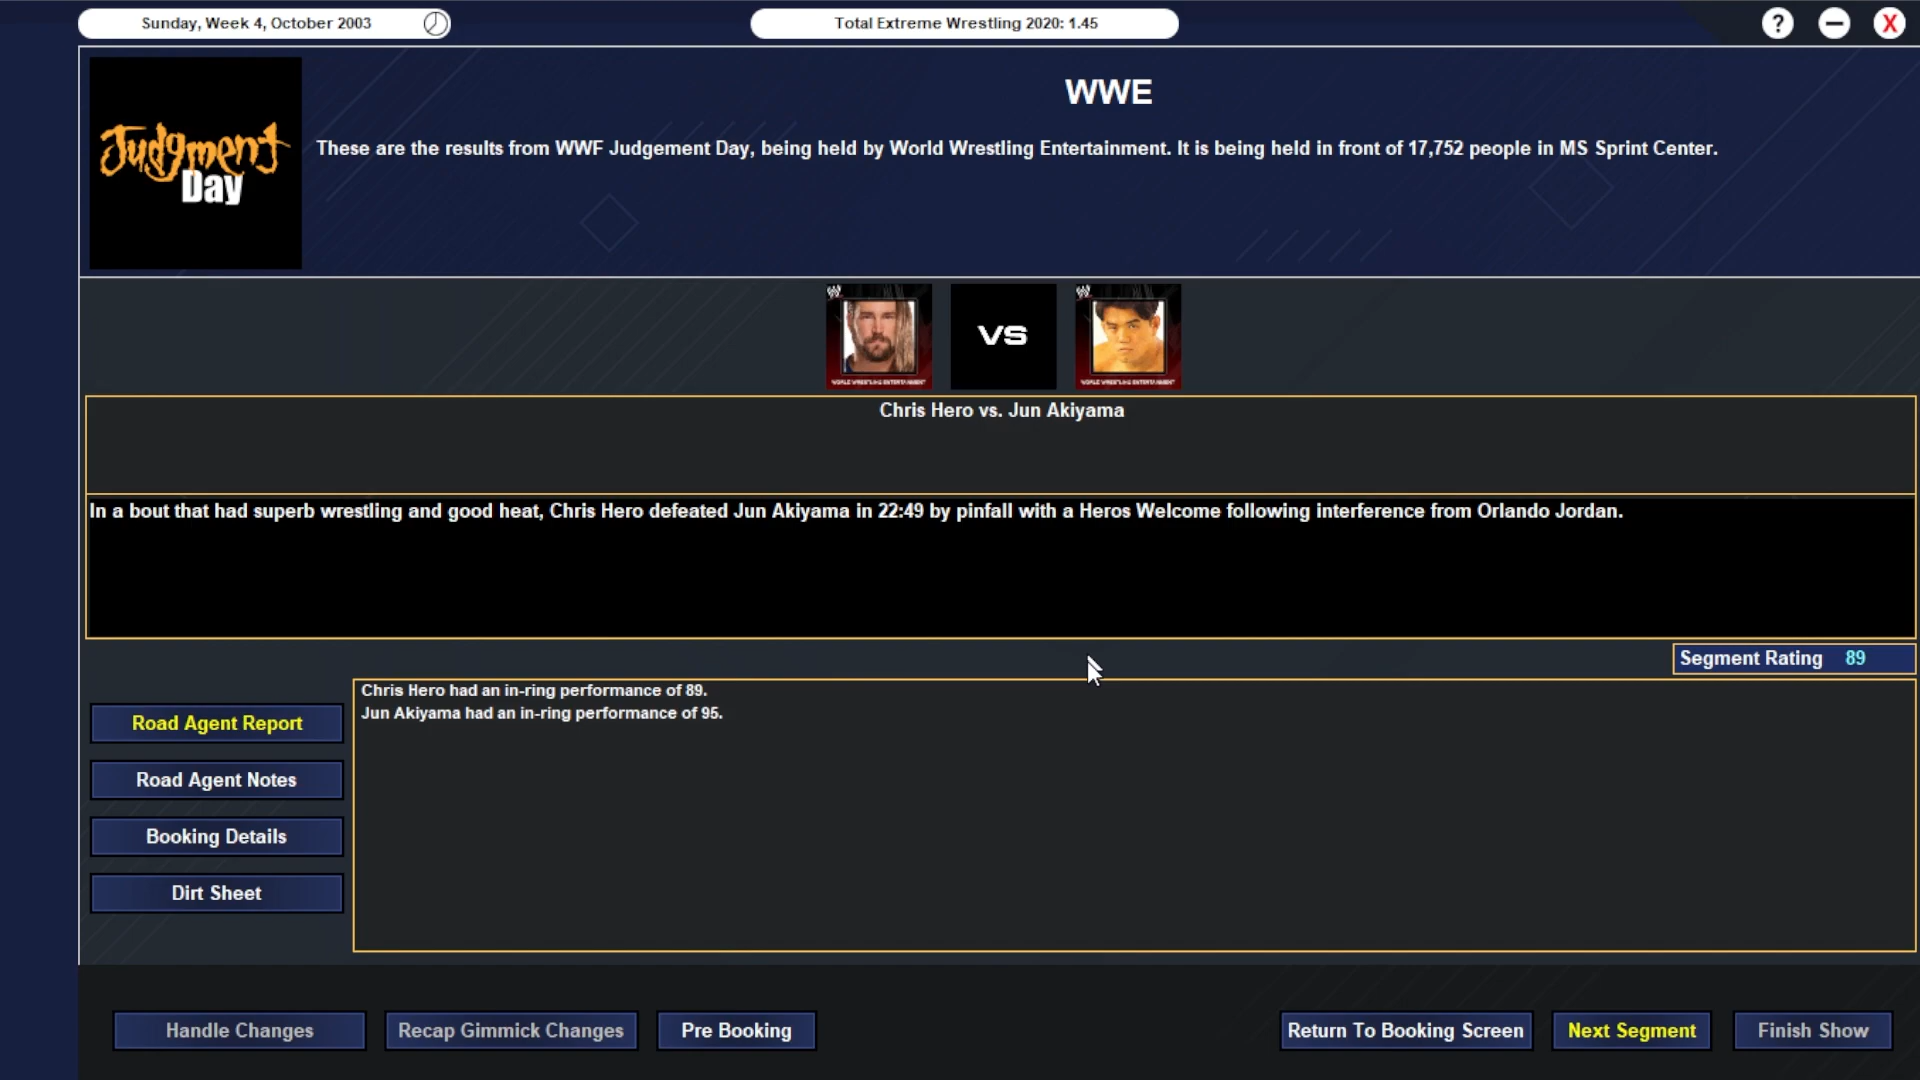 Sunday, Week 4, October 2003
Total Extreme Wrestling 2020: 1.45
?
X
Judgment
Day
WWE
These are the results from WWF Judgement Day, being held by World Wrestling Entertainment. It is being held in front of 17,752 people in MS Sprint Center.
WORLD WRESTLING ENTERTAINMENT
VS
WORLD WRESTLING ENTERTAINMENT
Chris Hero vs. Jun Akiyama
In a bout that had superb wrestling and good heat, Chris Hero defeated Jun Akiyama in 22:49 by pinfall with a Heros Welcome following interference from Orlando Jordan.
Segment Rating 89
Chris Hero had an in-ring performance of 89.
Jun Akiyama had an in-ring performance of 95.
Road Agent Report
Road Agent Notes
Booking Details
Dirt Sheet
Handle Changes
Recap Gimmick Changes
Pre Booking
Return To Booking Screen
Next Segment
Finish Show